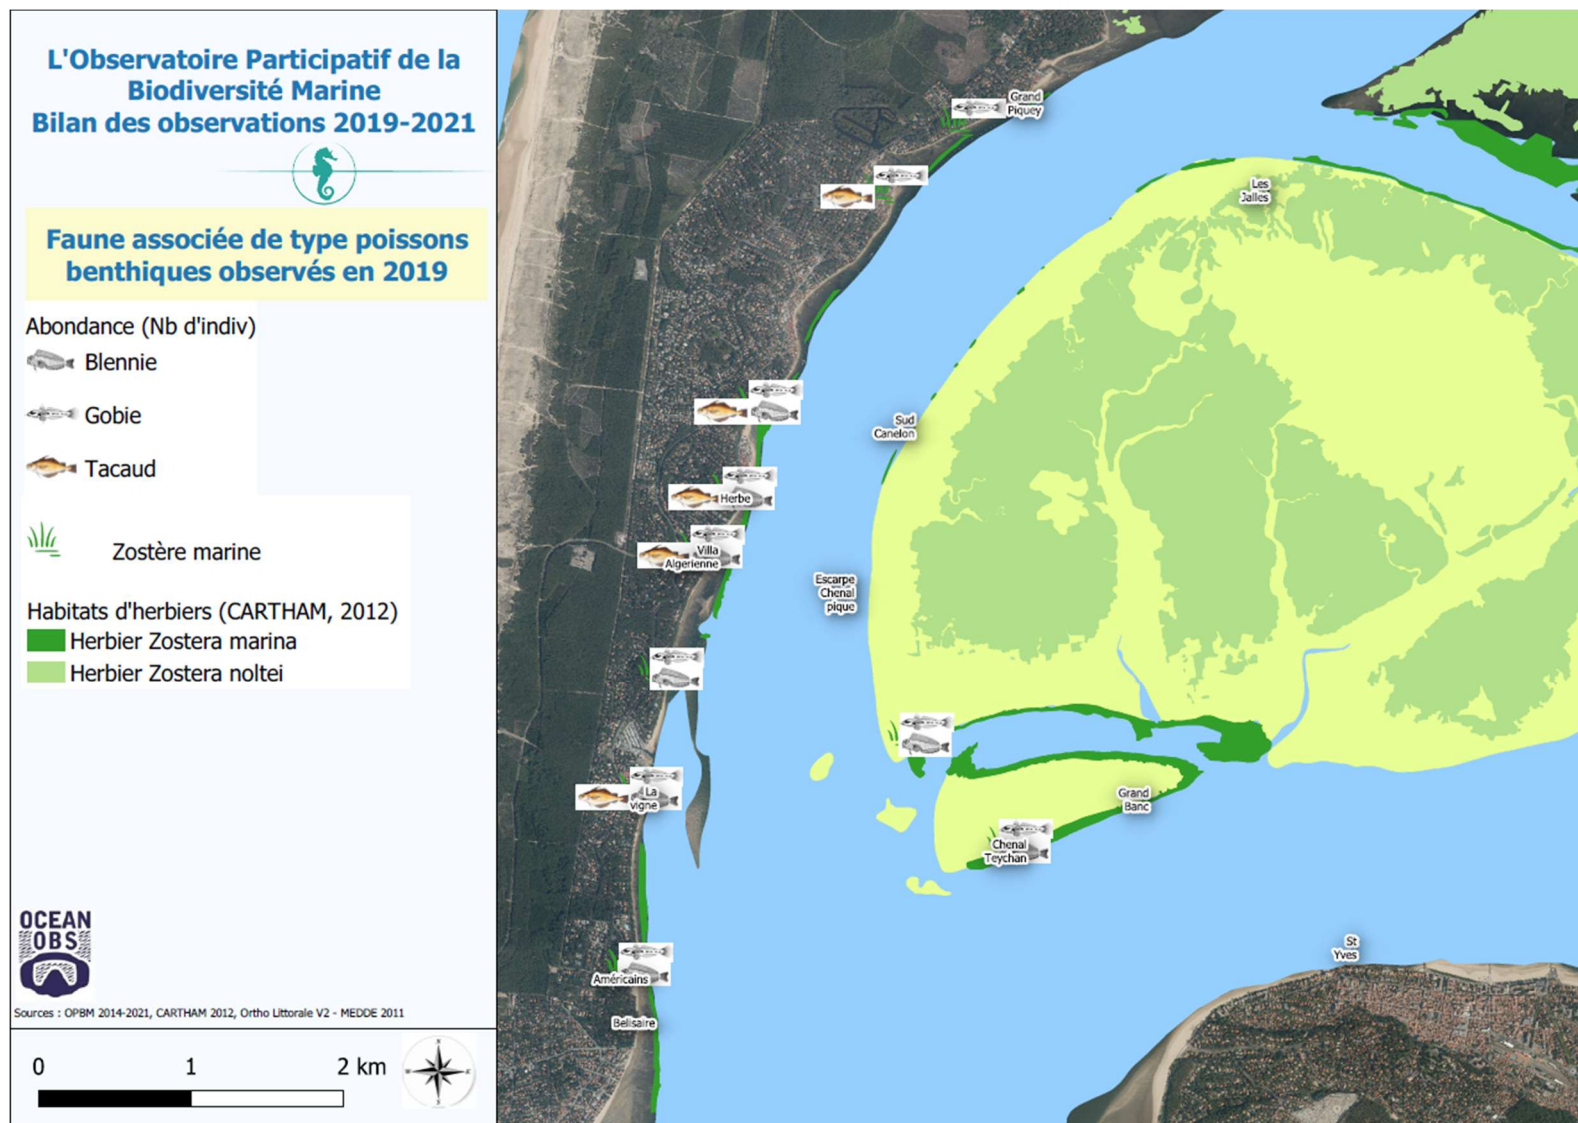 L'Observatoire Participatif de la
Biodiversité Marine
Bilan des observations 2019-2021
Faune associée de type poissons
benthiques observés en 2019
Abondance (Nb d'indiv)
Blennie
Gobie
Tacaud
Zostère marine
Habitats d'herbiers (CARTHAM, 2012)
Herbier Zostera marina
Herbier Zostera noltei
OCEAN
OBS
Sources : OPBM 2014-2021, CARTHAM 2012, Ortho Littorale V2 - MEDDE 2011
0 1 2 km
N
W E
S
Grand
Piquey
Les
Jalles
Sud
Canelon
Herbe
Villa
Algerienne
Escarpe
Chenal
pique
La
vigne
Grand
Banc
Chenal
Teychan
St
Yves
Américains
Belisaire